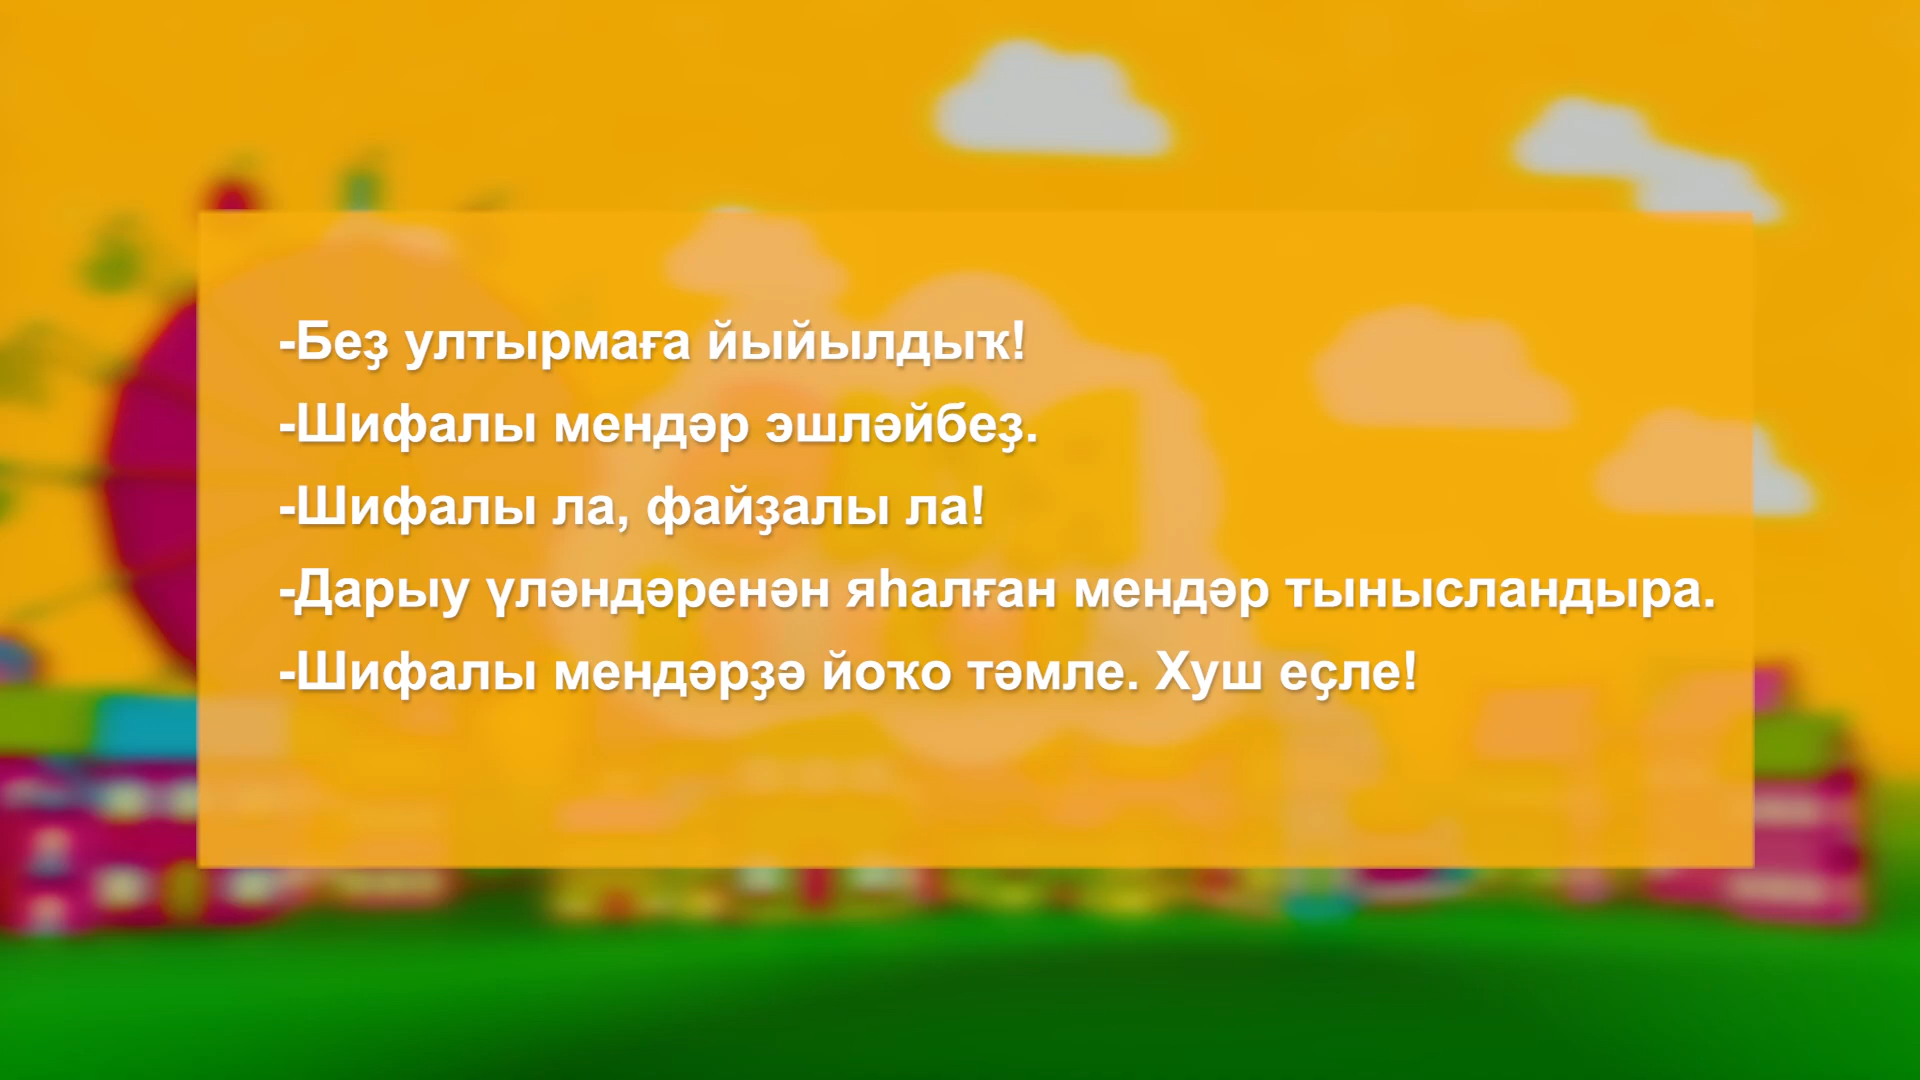 -Беҙ ултырмаға йыйылдыҡ!
-Шифалы мендәр эшләйбеҙ.
-Шифалы ла, файҙалы ла!
-Дарыу үләндәренән яһалған мендәр тынысландыра.
-Шифалы мендәрҙә йоҡо тәмле. Хуш еҫле!